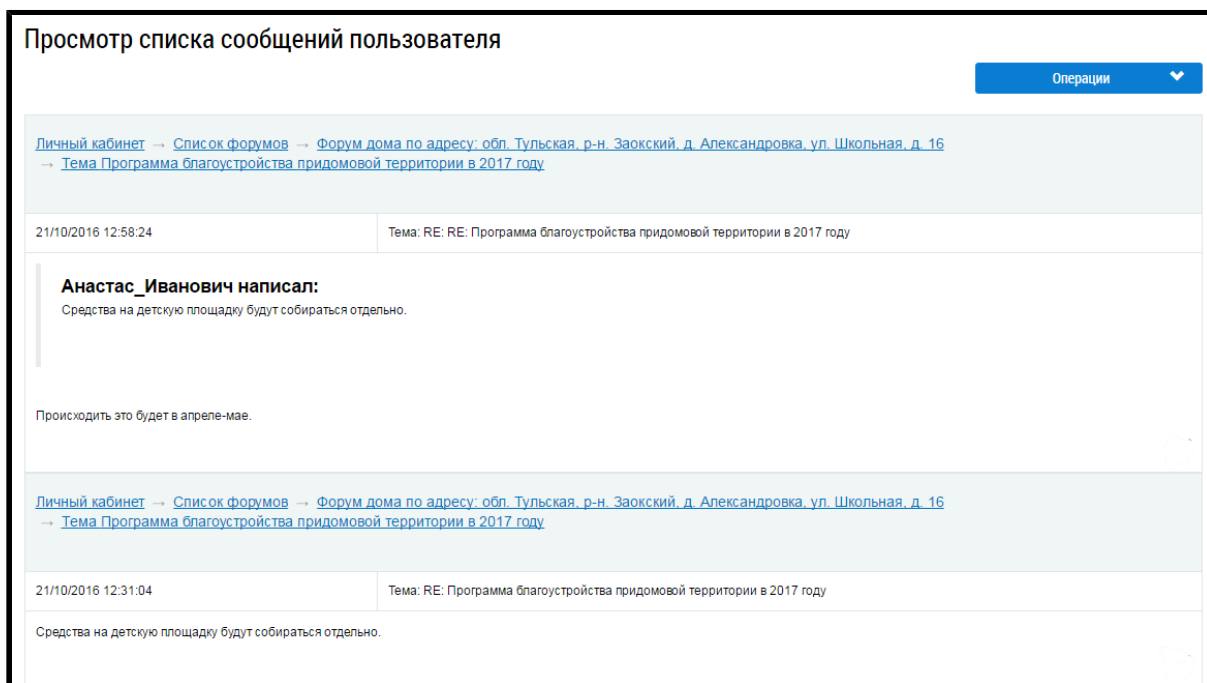 Просмотр списка сообщений пользователя
Операции
Личный кабинет → Список форумов → Форум дома по адресу: обл. Тульская, р-н. Заокский, д. Александровка, ул. Школьная, д. 16
→ Тема Программа благоустройства придомовой территории в 2017 году
21/10/2016 12:58:24 Тема: RE: RE: Программа благоустройства придомовой территории в 2017 году
Анастас_Иванович написал:
Средства на детскую площадку будут собираться отдельно.
Происходить это будет в апреле-мае.
Личный кабинет → Список форумов → Форум дома по адресу: обл. Тульская, р-н. Заокский, д. Александровка, ул. Школьная, д. 16
→ Тема Программа благоустройства придомовой территории в 2017 году
21/10/2016 12:31:04 Тема: RE: Программа благоустройства придомовой территории в 2017 году
Средства на детскую площадку будут собираться отдельно.